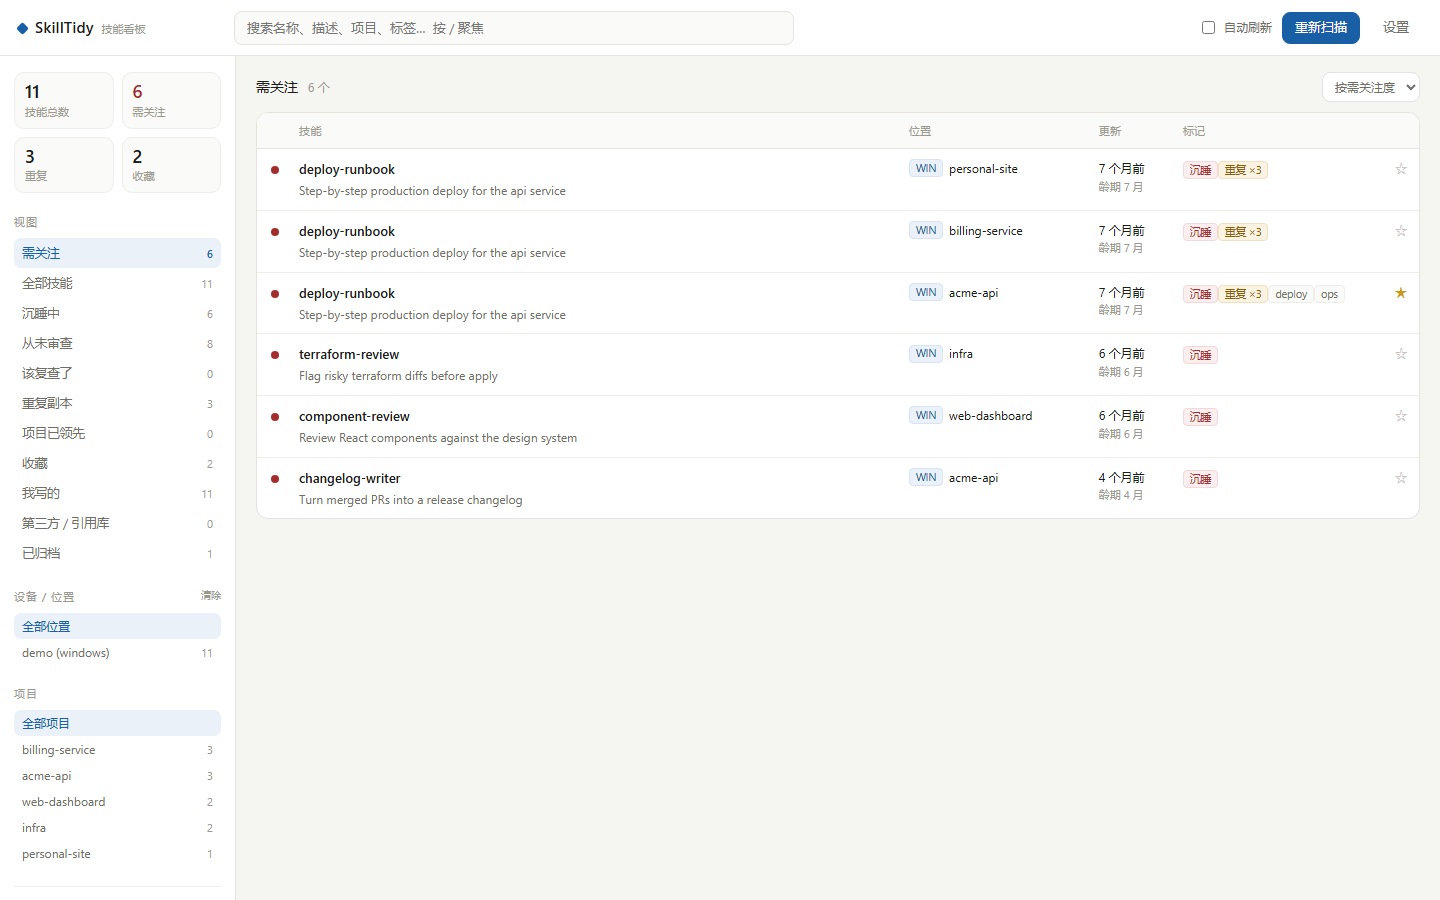 SkillTidy 技能看板
搜索名称、描述、项目、标签... 按 / 聚焦
自动刷新
重新扫描
设置
11
技能总数
6
需关注
3
重复
2
收藏
视图
需关注 6
全部技能 11
沉睡中 6
从未审查 8
该复查了 0
重复副本 3
项目已领先 0
收藏 2
我写的 11
第三方 / 引用库 0
已归档 1
设备 / 位置 清除
全部位置
demo (windows) 11
项目
全部项目
billing-service 3
acme-api 3
web-dashboard 2
infra 2
personal-site 1
需关注 6 个
按需关注度
技能 位置 更新 标记
deploy-runbook WIN personal-site 7 个月前 沉睡 重复 ×3 ☆
Step-by-step production deploy for the api service 龄期 7 月
deploy-runbook WIN billing-service 7 个月前 沉睡 重复 ×3 ☆
Step-by-step production deploy for the api service 龄期 7 月
deploy-runbook WIN acme-api 7 个月前 沉睡 重复 ×3 deploy ops ★
Step-by-step production deploy for the api service 龄期 7 月
terraform-review WIN infra 6 个月前 沉睡 ☆
Flag risky terraform diffs before apply 龄期 6 月
component-review WIN web-dashboard 6 个月前 沉睡 ☆
Review React components against the design system 龄期 6 月
changelog-writer WIN acme-api 4 个月前 沉睡 ☆
Turn merged PRs into a release changelog 龄期 4 月